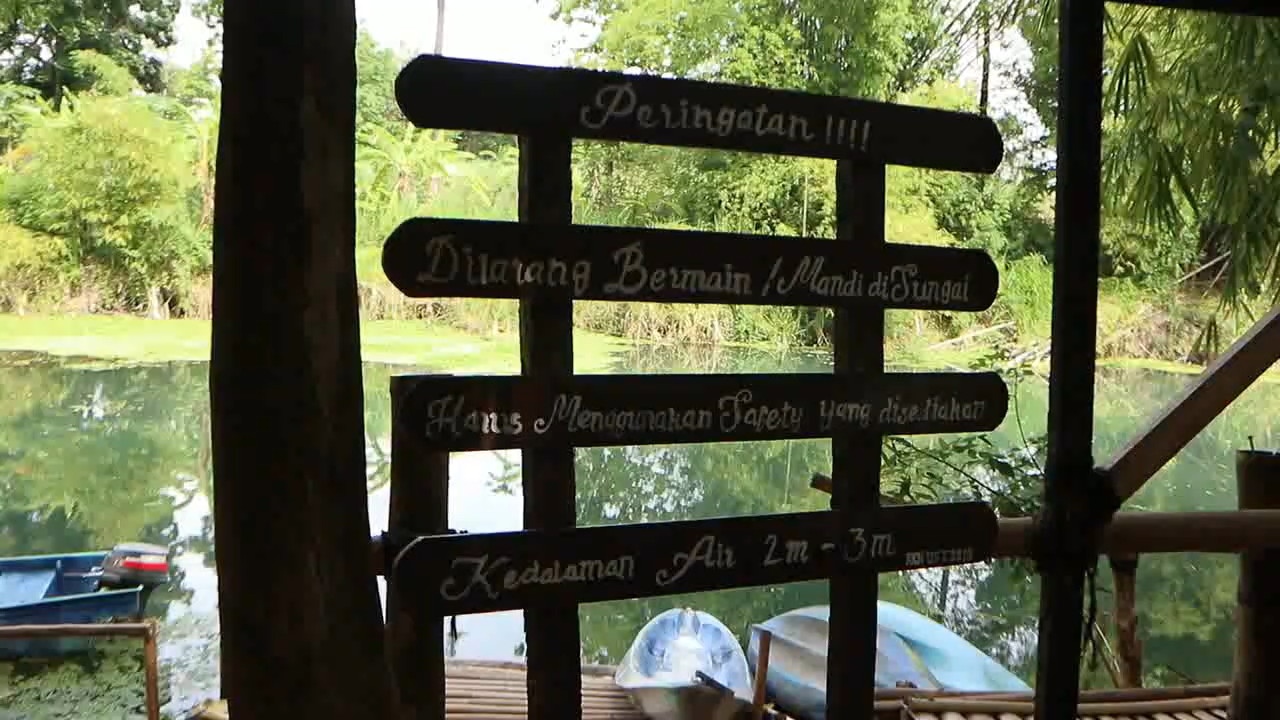 Peringatan !!!!
Dilarang Bermain / Mandi di Sungai
Harus Menggunakan Safety yang disediakan
Kedalaman Air 2m - 3m